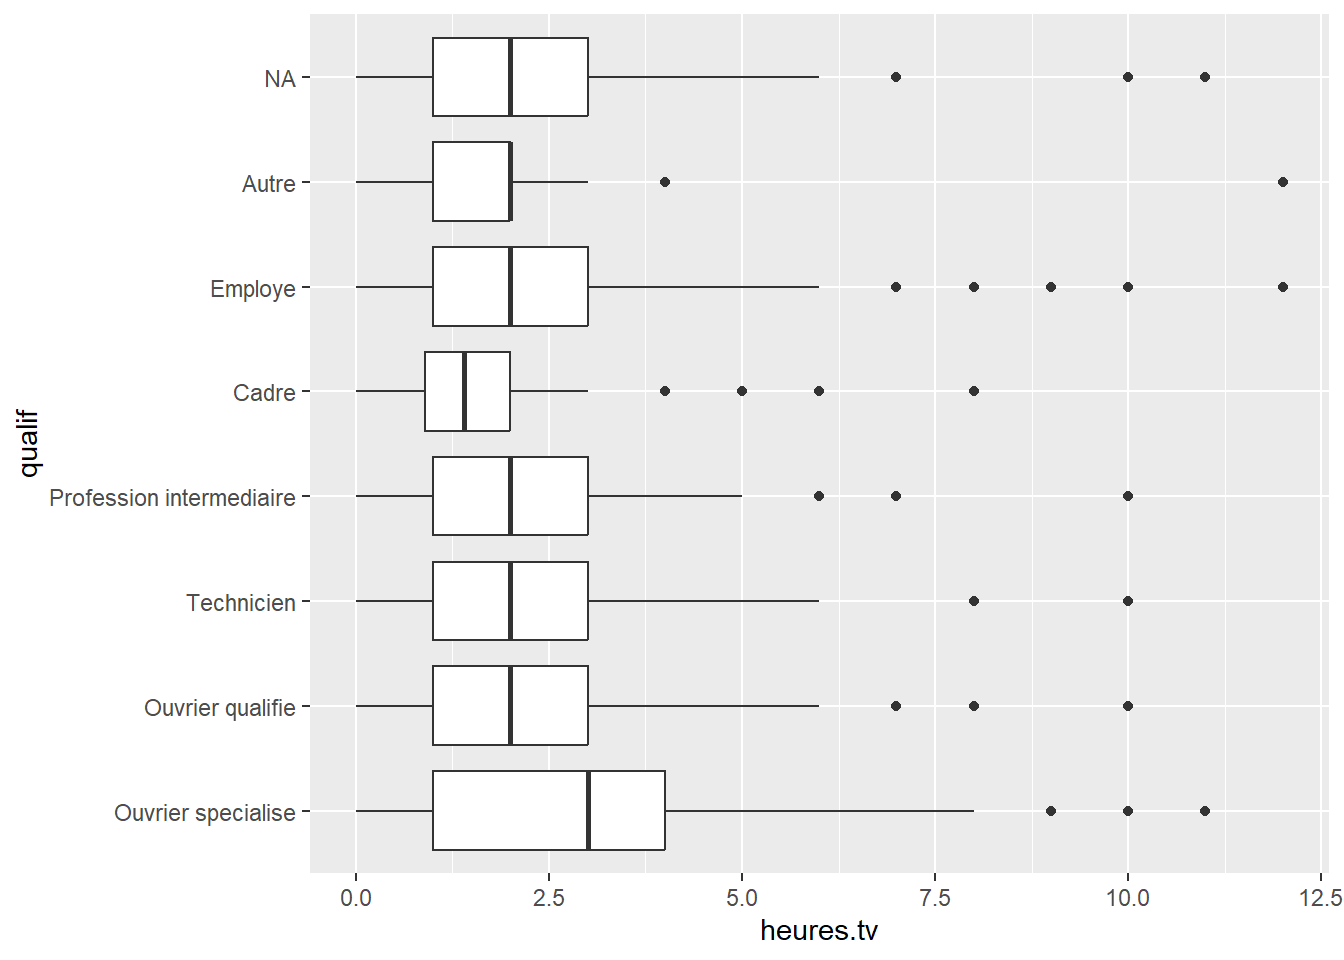 NA
Autre
Employe
Cadre
Profession intermediaire
Technicien
Ouvrier qualifie
Ouvrier specialise
qualif
0.0 2.5 5.0 7.5 10.0 12.5
heures.tv